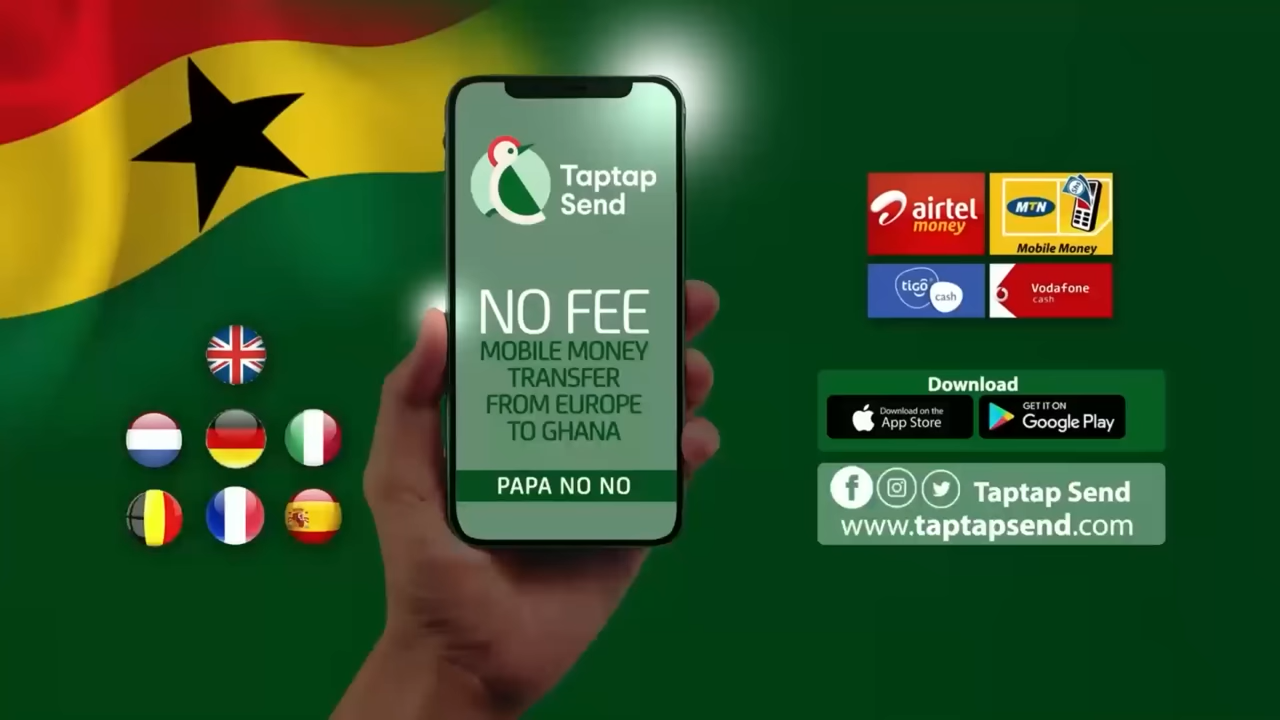 Taptap
Send
NO FEE
MOBILE MONEY
TRANSFER
FROM EUROPE
TO GHANA
PAPA NO NO
airtel
money
MTN
Mobile Money
tigo
cash
Vodafone
cash
Download
Download on the
App Store
GET IT ON
Google Play
Taptap Send
www.taptapsend.com